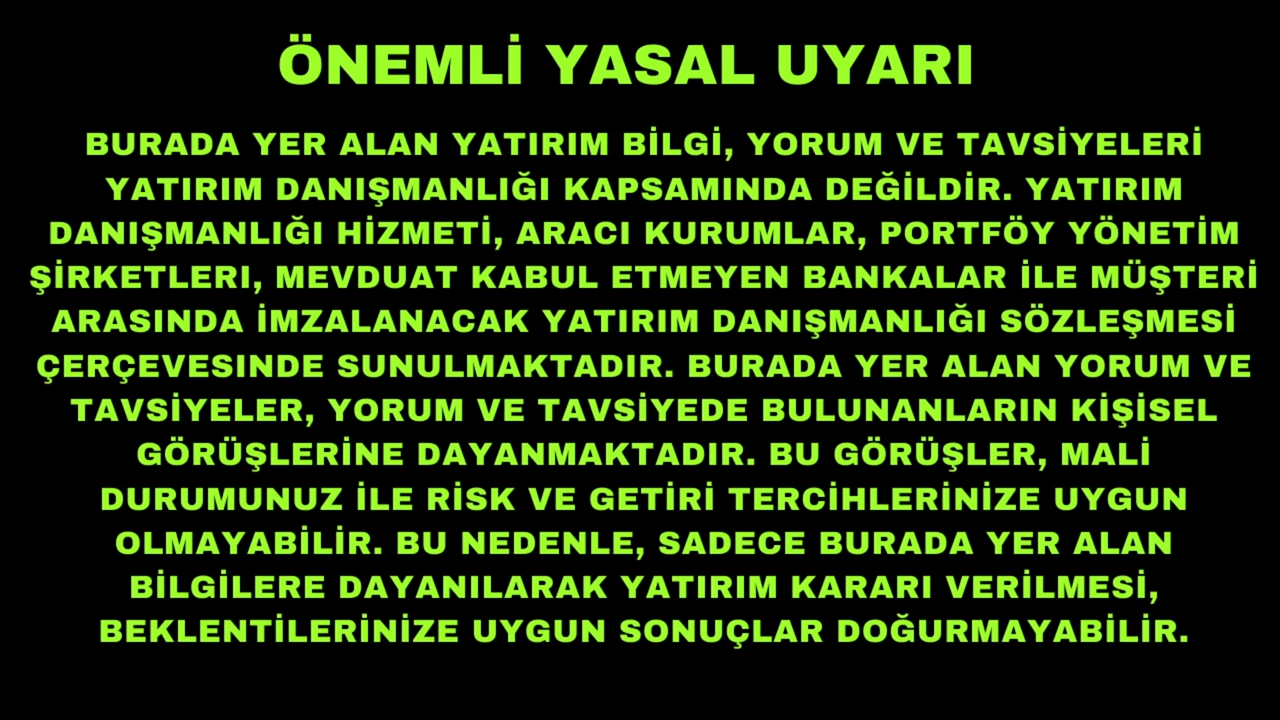 ÖNEMLİ YASAL UYARI
BURADA YER ALAN YATIRIM BİLGİ, YORUM VE TAVSİYELERİ
YATIRIM DANIŞMANLIĞI KAPSAMINDA DEĞİLDİR. YATIRIM
DANIŞMANLIĞI HİZMETİ, ARACI KURUMLAR, PORTFÖY YÖNETİM
ŞİRKETLERI, MEVDUAT KABUL ETMEYEN BANKALAR İLE MÜŞTERİ
ARASINDA İMZALANACAK YATIRIM DANIŞMANLIĞI SÖZLEŞMESİ
ÇERÇEVESINDE SUNULMAKTADIR. BURADA YER ALAN YORUM VE
TAVSİYELER, YORUM VE TAVSİYEDE BULUNANLARIN KİŞİSEL
GÖRÜŞLERİNE DAYANMAKTADIR. BU GÖRÜŞLER, MALİ
DURUMUNUZ İLE RİSK VE GETİRİ TERCİHLERİNİZE UYGUN
OLMAYABİLİR. BU NEDENLE, SADECE BURADA YER ALAN
BİLGİLERE DAYANILARAK YATIRIM KARARI VERİLMESİ,
BEKLENTİLERİNİZE UYGUN SONUÇLAR DOĞURMAYABİLİR.